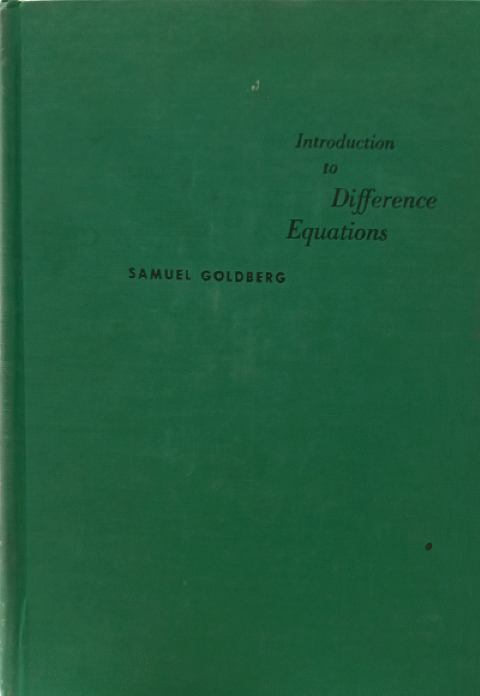 Introduction
to
Difference
Equations
SAMUEL GOLDBERG